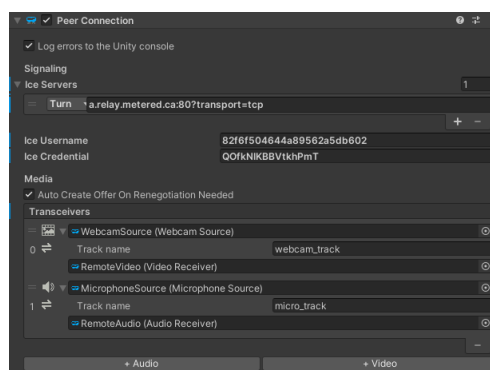 Peer Connection
Log errors to the Unity console
Signaling
Ice Servers 1
Turn a.relay.metered.ca:80?transport=tcp
+ -
Ice Username 82f6f504644a89562a5db602
Ice Credential QOfkNIKBBVtkhPmT
Media
Auto Create Offer On Renegotiation Needed
Transceivers
WebcamSource (Webcam Source)
0 Track name webcam_track
RemoteVideo (Video Receiver)
MicrophoneSource (Microphone Source)
1 Track name micro_track
RemoteAudio (Audio Receiver)
-
+ Audio + Video